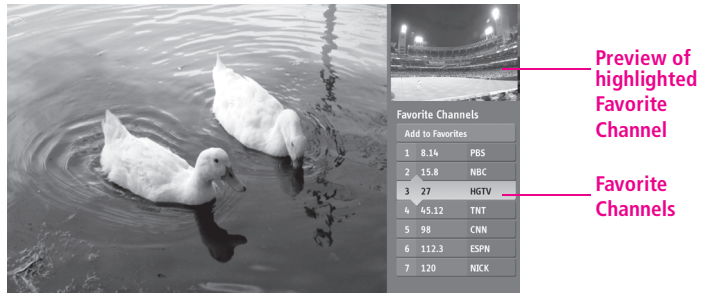 Preview of
highlighted
Favorite
Channel
Favorite Channels
Add to Favorites
1 8.14 PBS
2 15.8 NBC
3 27 HGTV
4 45.12 TNT
5 98 CNN
6 112.3 ESPN
7 120 NICK
Favorite
Channels